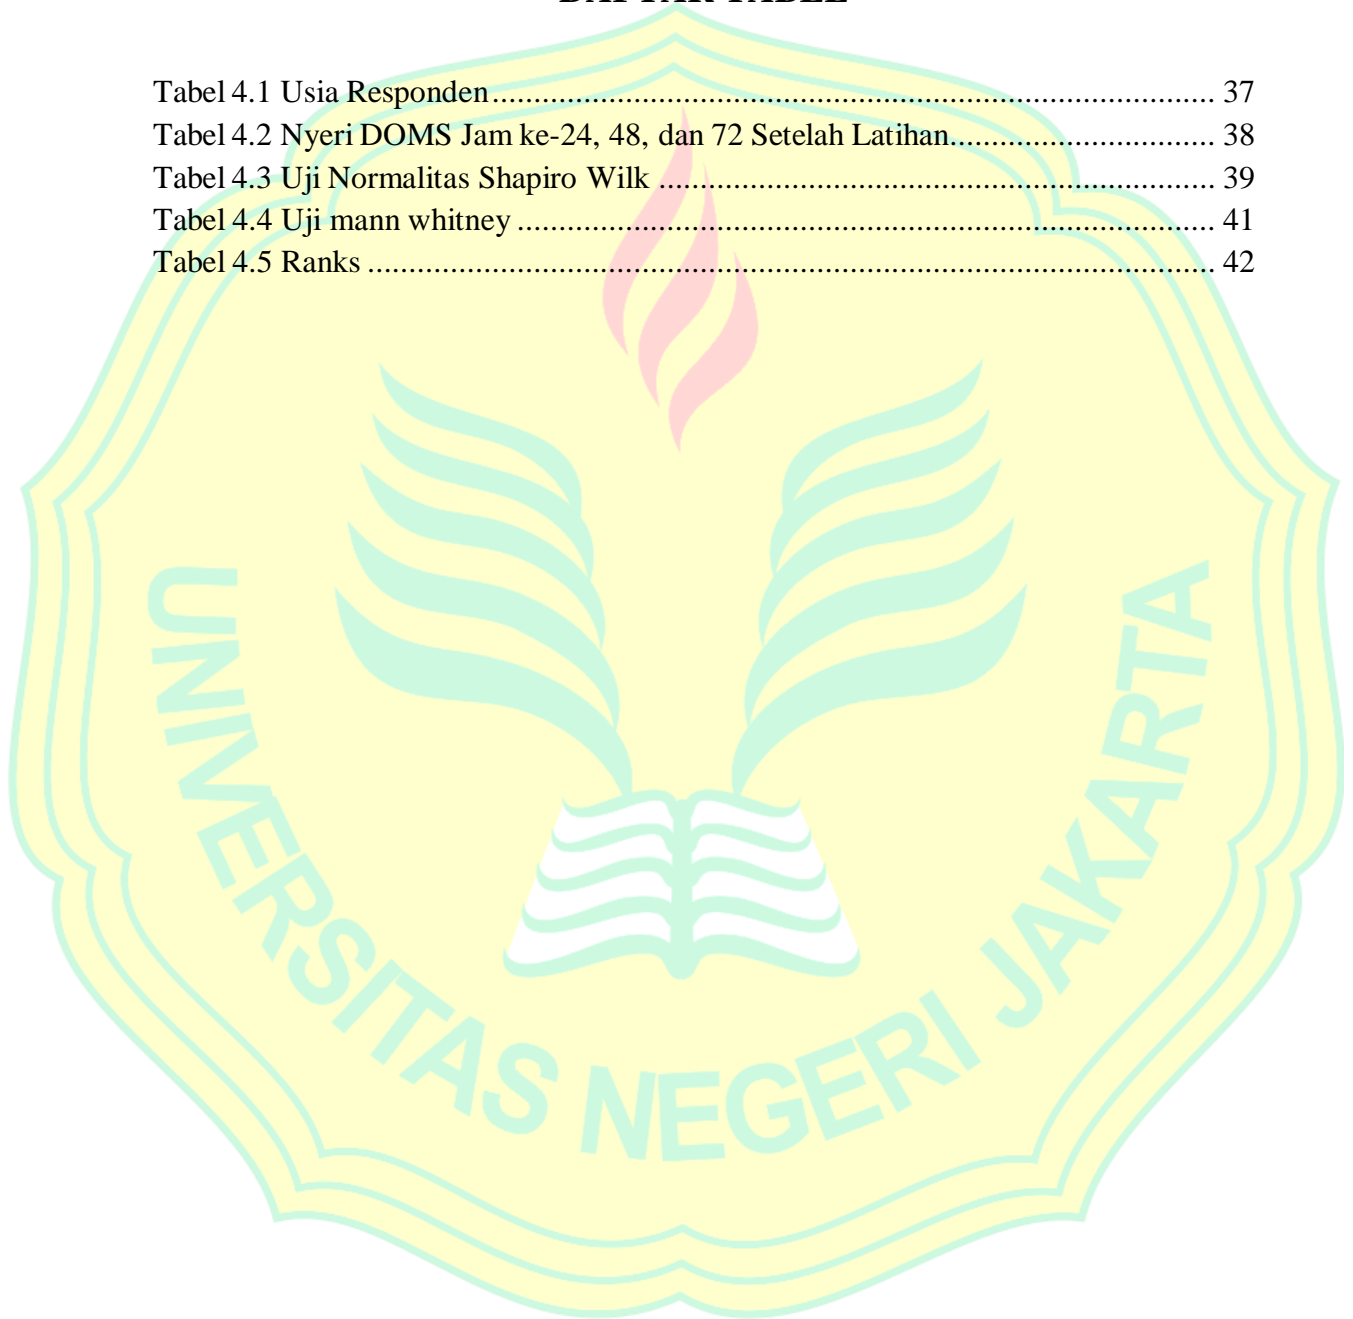 DAFTAR TABEL
Tabel 4.1 Usia Responden.......................................................................................... 37
Tabel 4.2 Nyeri DOMS Jam ke-24, 48, dan 72 Setelah Latihan................................. 38
Tabel 4.3 Uji Normalitas Shapiro Wilk ..................................................................... 39
Tabel 4.4 Uji mann whitney ...................................................................................... 41
Tabel 4.5 Ranks ........................................................................................................ 42
UNIVERSITAS NEGERI JAKARTA